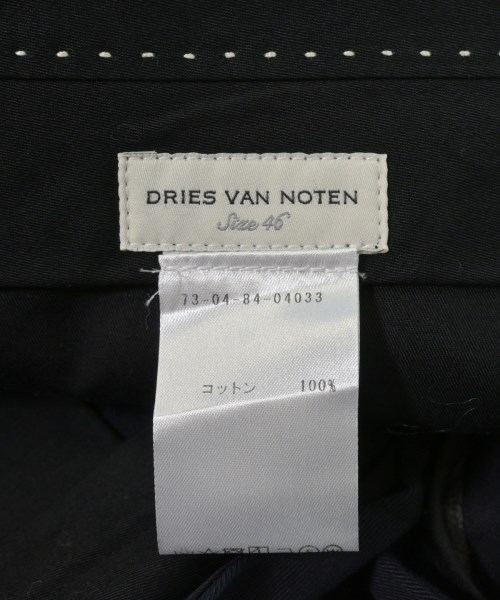 DRIES VAN NOTEN
Size 46
73-04-84-04033
コットン 100%